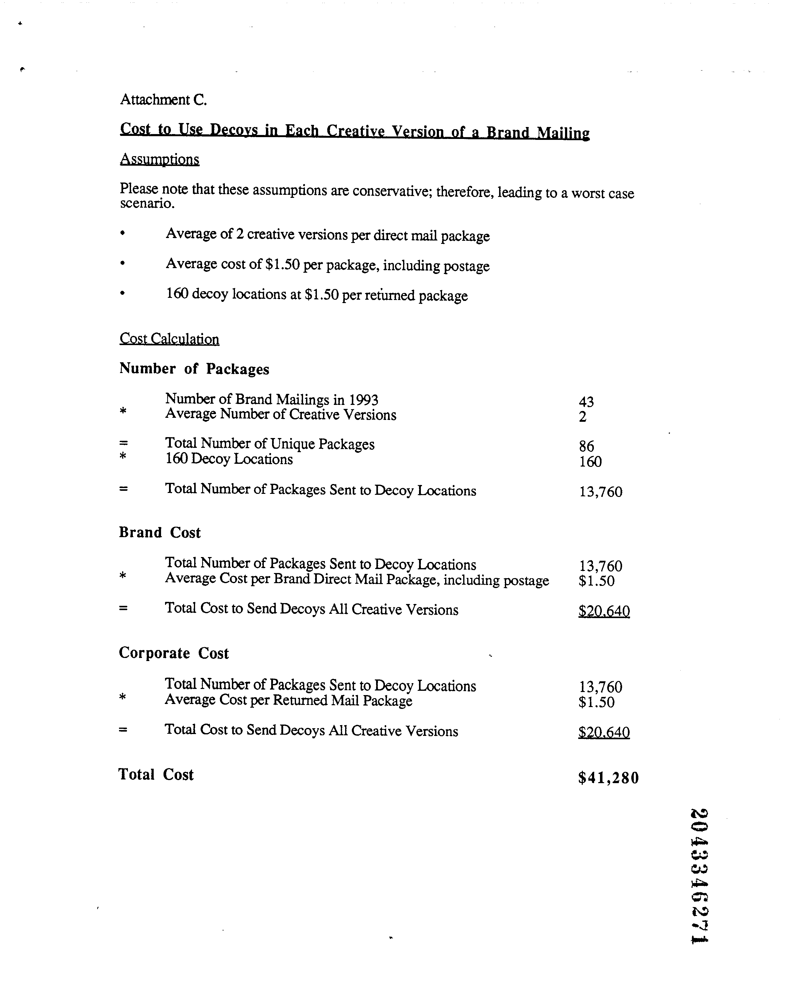 Attachment C.
Cost to Use Decoys in Each Creative Version of a Brand Mailing
Assumptions
Please note that these assumptions are conservative; therefore, leading to a worst case
scenario.
• Average of 2 creative versions per direct mail package
• Average cost of $1.50 per package, including postage
• 160 decoy locations at $1.50 per returned package
Cost Calculation
Number of Packages
Number of Brand Mailings in 1993 43
* Average Number of Creative Versions 2
= Total Number of Unique Packages 86
* 160 Decoy Locations 160
= Total Number of Packages Sent to Decoy Locations 13,760
Brand Cost
Total Number of Packages Sent to Decoy Locations 13,760
* Average Cost per Brand Direct Mail Package, including postage $1.50
= Total Cost to Send Decoys All Creative Versions $20,640
Corporate Cost
Total Number of Packages Sent to Decoy Locations 13,760
* Average Cost per Returned Mail Package $1.50
= Total Cost to Send Decoys All Creative Versions $20,640
Total Cost $41,280
2043346271